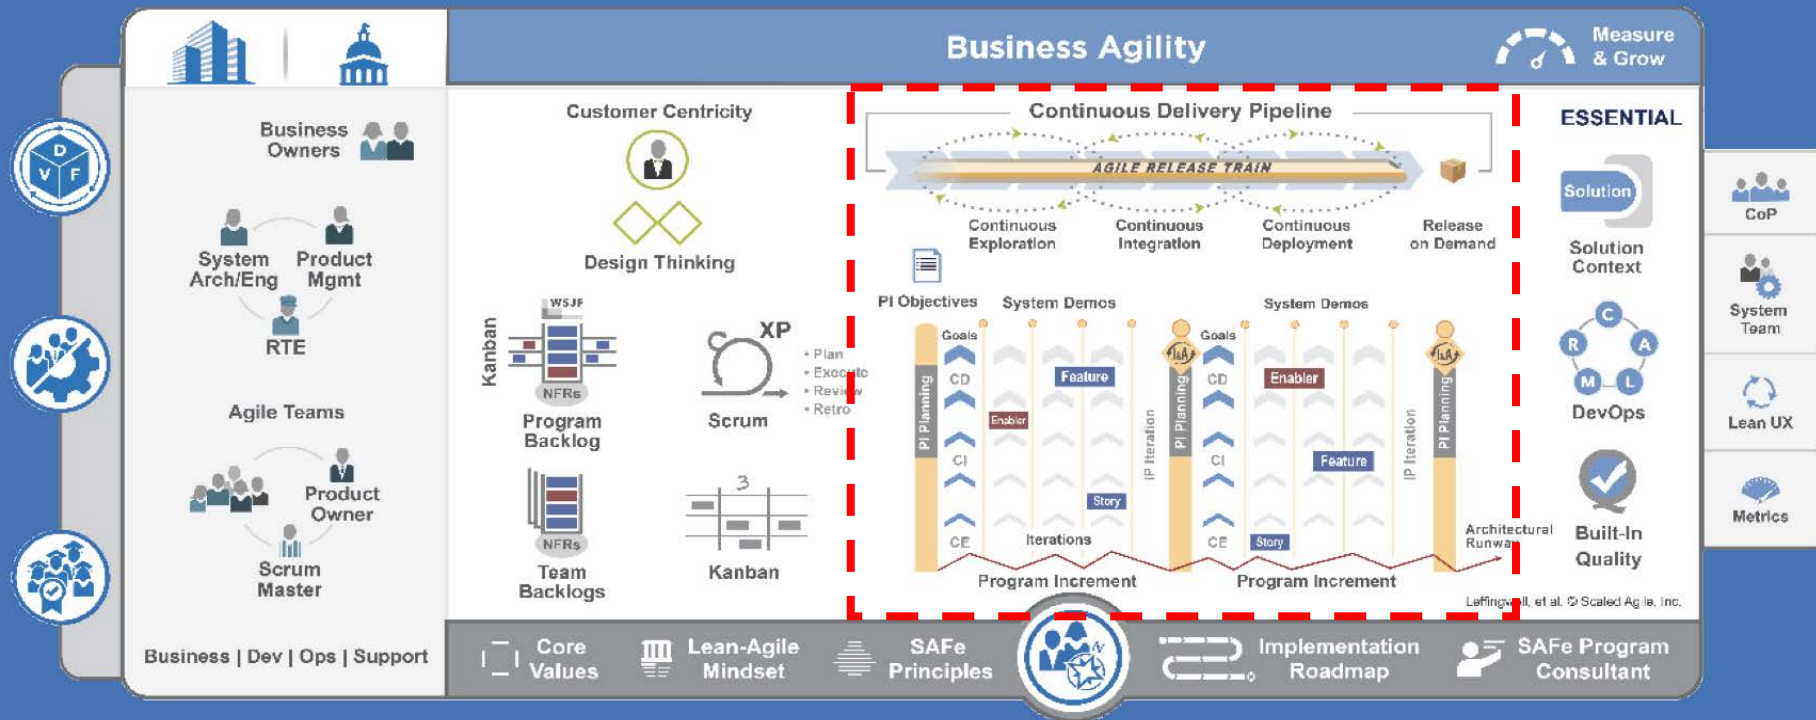 Business Agility
Measure
& Grow
Business
Owners
System
Arch/Eng
Product
Mgmt
RTE
Agile Teams
Product
Owner
Scrum
Master
Business | Dev | Ops | Support
D
V F
Customer Centricity
Design Thinking
Kanban
WSJF
NFRs
Program
Backlog
XP
• Plan
• Execute
• Review
• Retro
Scrum
NFRs
Team
Backlogs
3
Kanban
Continuous Delivery Pipeline
AGILE RELEASE TRAIN
Continuous
Exploration
Continuous
Integration
Continuous
Deployment
Release
on Demand
PI Objectives
System Demos
System Demos
Goals
Goals
I&A
I&A
PI Planning
CD
Feature
Enabler
CI
Story
CE
Iterations
IP Iteration
PI Planning
CD
Enabler
CI
Feature
CE
Story
IP Iteration
PI Planning
Architectural
Runway
Program Increment
Program Increment
ESSENTIAL
Solution
Solution
Context
C
R A
M L
DevOps
Built-In
Quality
Leffingwell, et al. © Scaled Agile, Inc.
CoP
System
Team
Lean UX
Metrics
Core
Values
Lean-Agile
Mindset
SAFe
Principles
N
Implementation
Roadmap
SAFe Program
Consultant